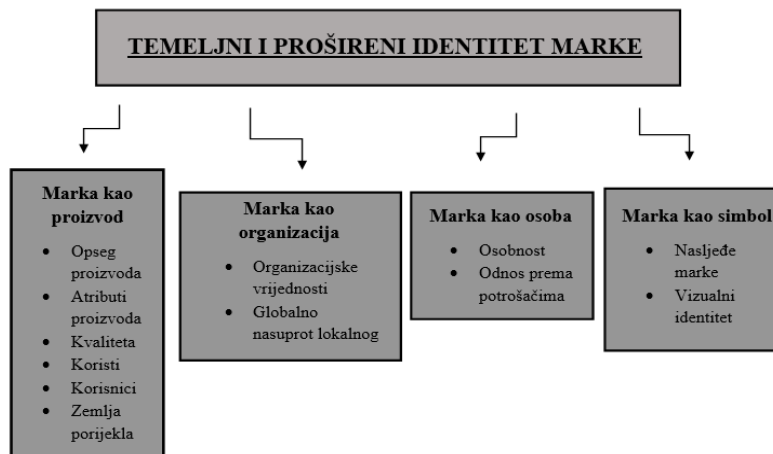 TEMELJNI I PROŠIRENI IDENTITET MARKE
Marka kao
proizvod
• Opseg
proizvoda
• Atributi
proizvoda
• Kvaliteta
• Koristi
• Korisnici
• Zemlja
porijekla
Marka kao
organizacija
• Organizacijske
vrijednosti
• Globalno
nasuprot lokalnog
Marka kao osoba
• Osobnost
• Odnos prema
potrošačima
Marka kao simbol
• Nasljeđe
marke
• Vizualni
identitet